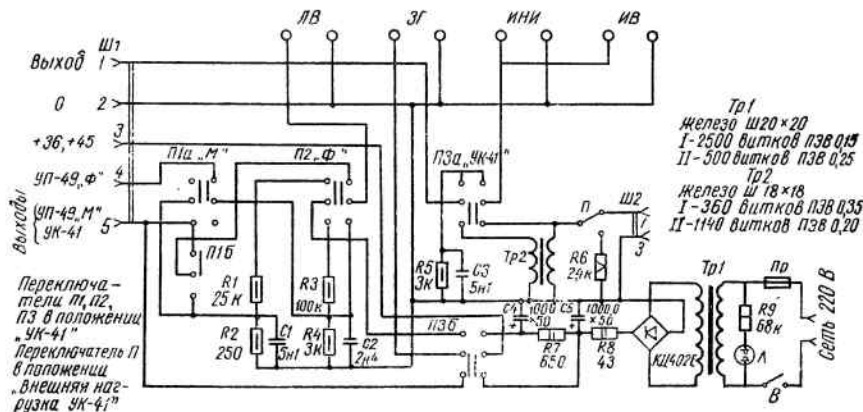 ЛВ
ЗГ
ИНИ
ИВ
Ш1
Выход 1
0 2
+36,+45 3
УП-49„Ф" 4
Выходы
УП-49„М"
УК-41
5
П1а „М"
П2„Ф"
П3а„УК-41"
П1Б
П
Ш2
1
3
R1
25к
R2
250
R3
100к
R4
3к
C1
5н1
C2
R5
3к
C3
5н1
Тр2
R6
24к
П3б
C4
1000
×50
C5
1000,0
×50
R7
650
R8
43
КЦ402Г
Тр1
Пр
R9
68к
Л
В
Сеть 220 В
Тр1
Железо Ш20×20
I-2500 витков ПЭВ 0,15
II-500 витков ПЭВ 0,25
Тр2
Железо Ш 18×18
I-360 витков ПЭВ 0,35
II-1140 витков ПЭВ 0,20
Переключа-
тели П1, П2,
П3 в положении
„УК-41"
Переключатель П
в положении
„Внешняя наг-
рузка УК-41"